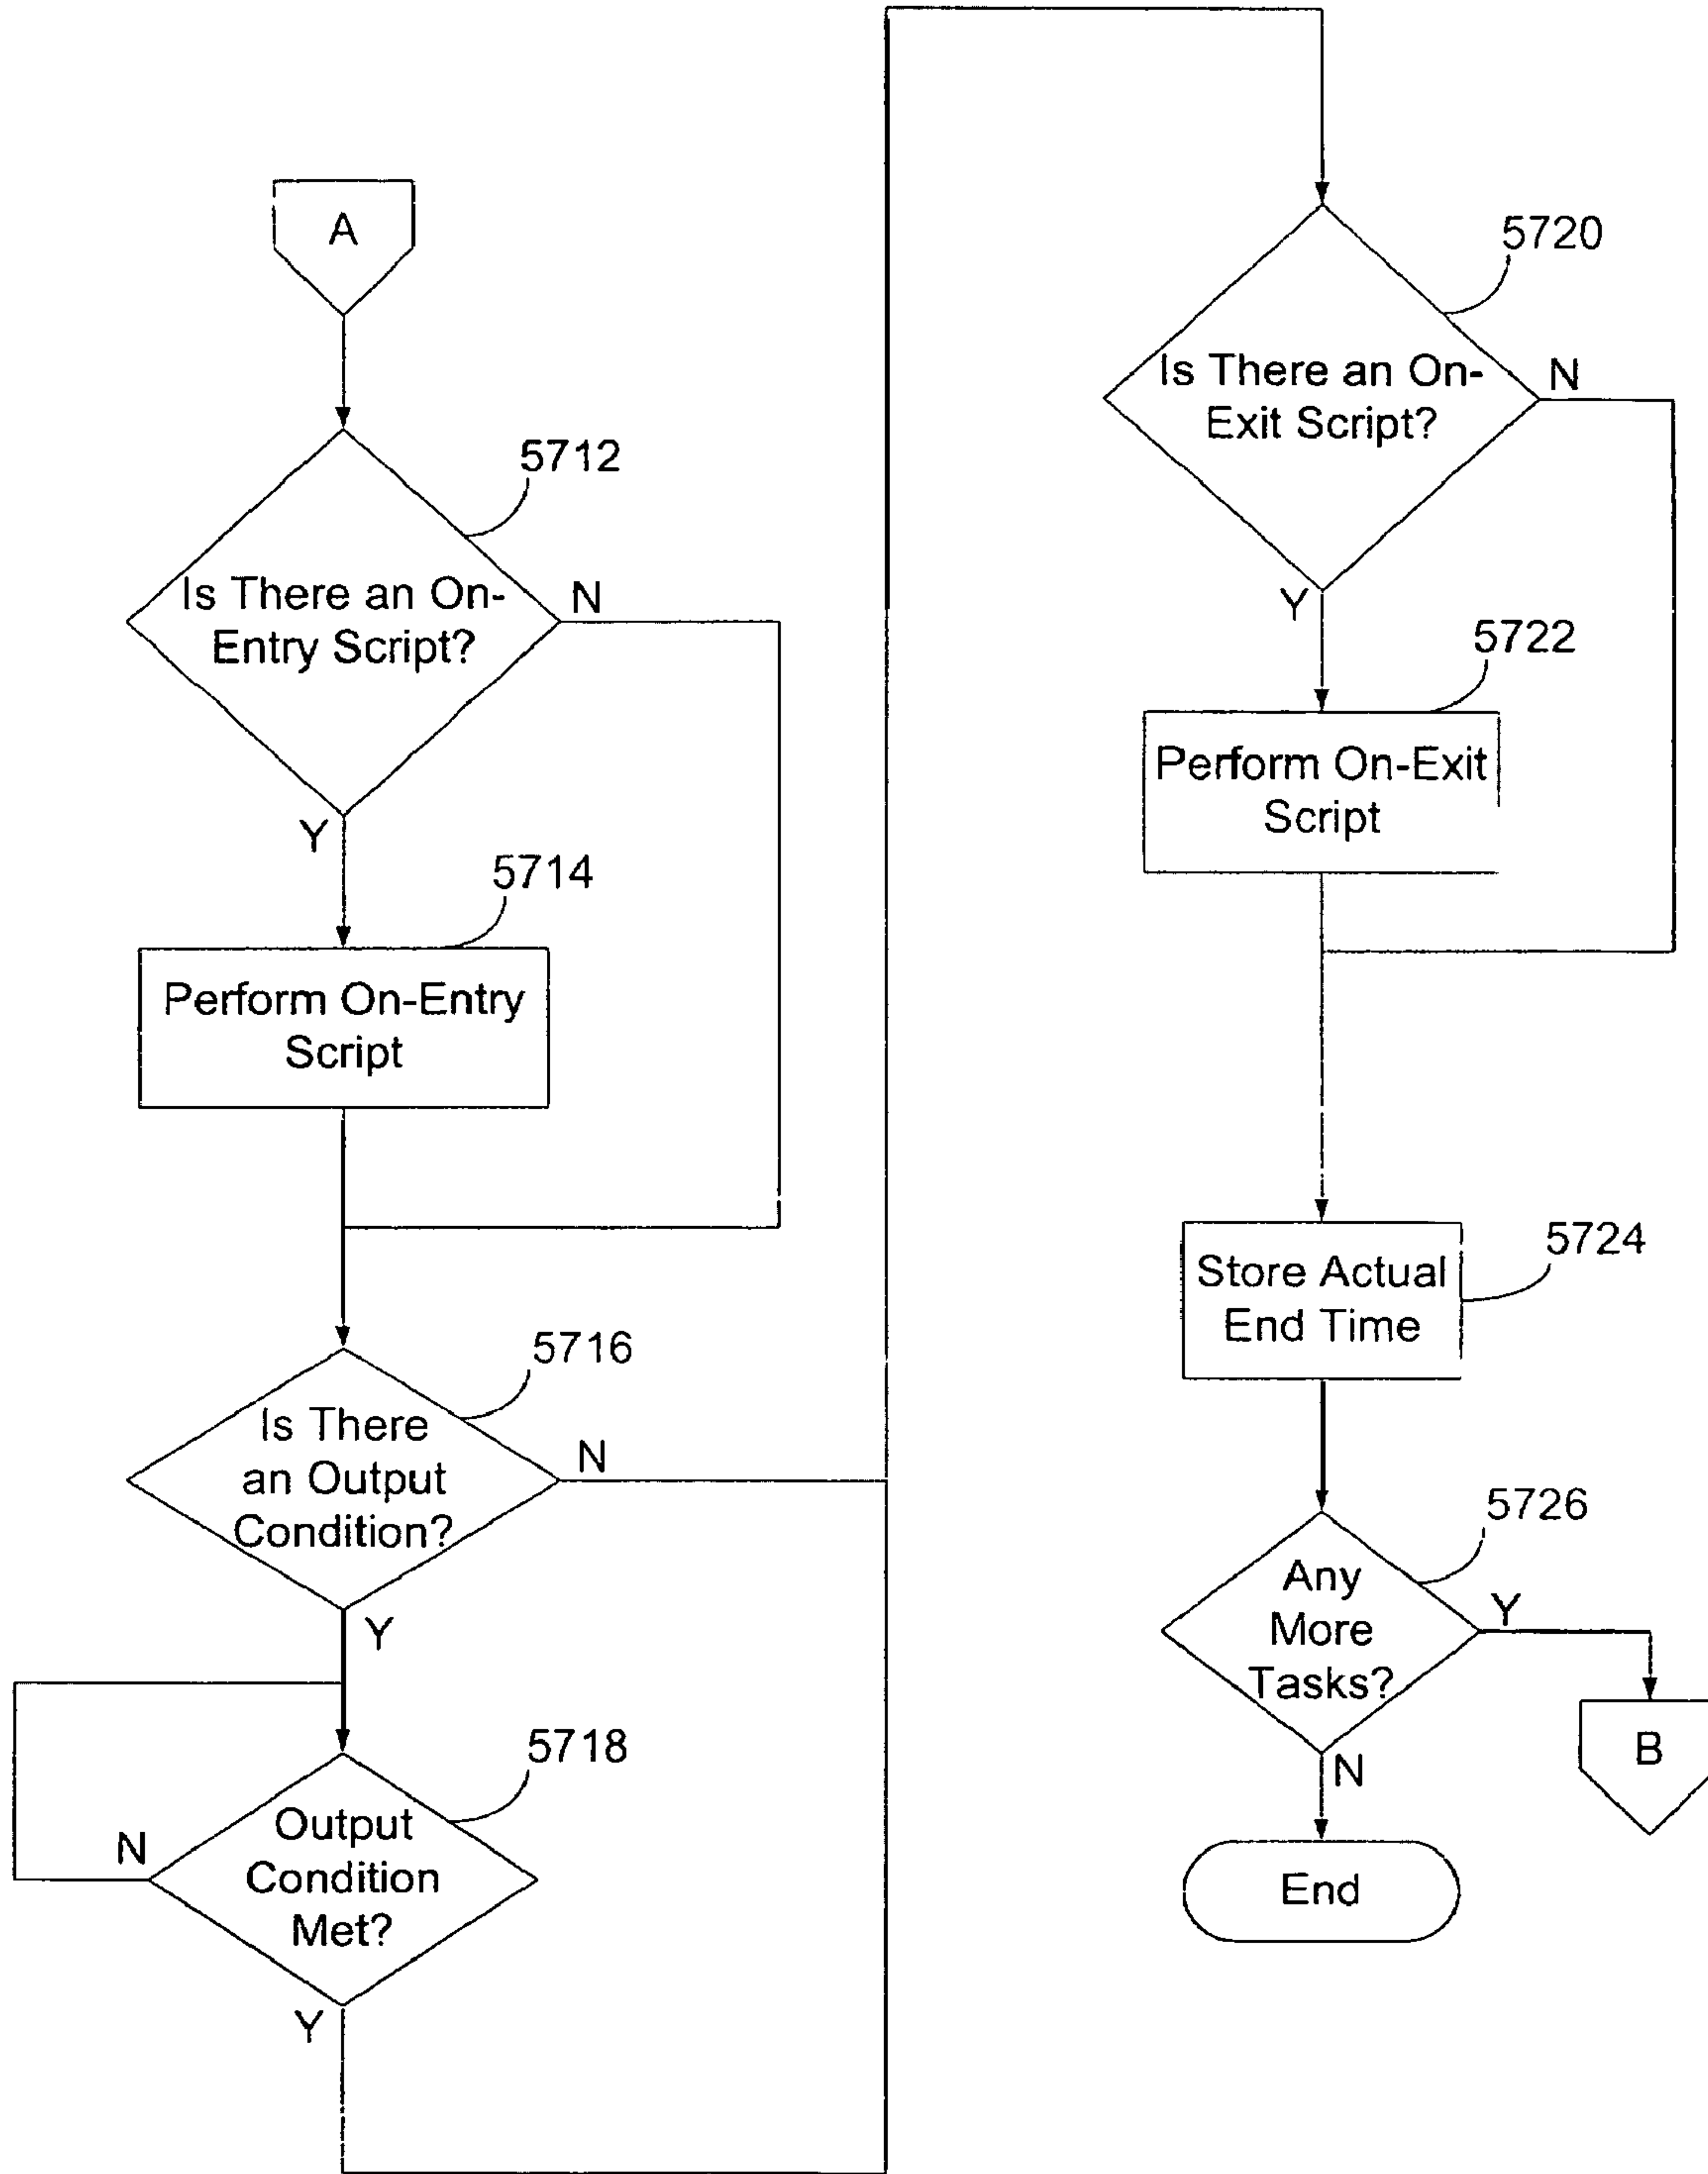 A
5712
Is There an On-
Entry Script?
N
Y
5714
Perform On-Entry
Script
5716
Is There
an Output
Condition?
N
Y
5718
Output
Condition
Met?
N
Y
5720
Is There an On-
Exit Script?
N
Y
5722
Perform On-Exit
Script
5724
Store Actual
End Time
5726
Any
More
Tasks?
Y
B
N
End